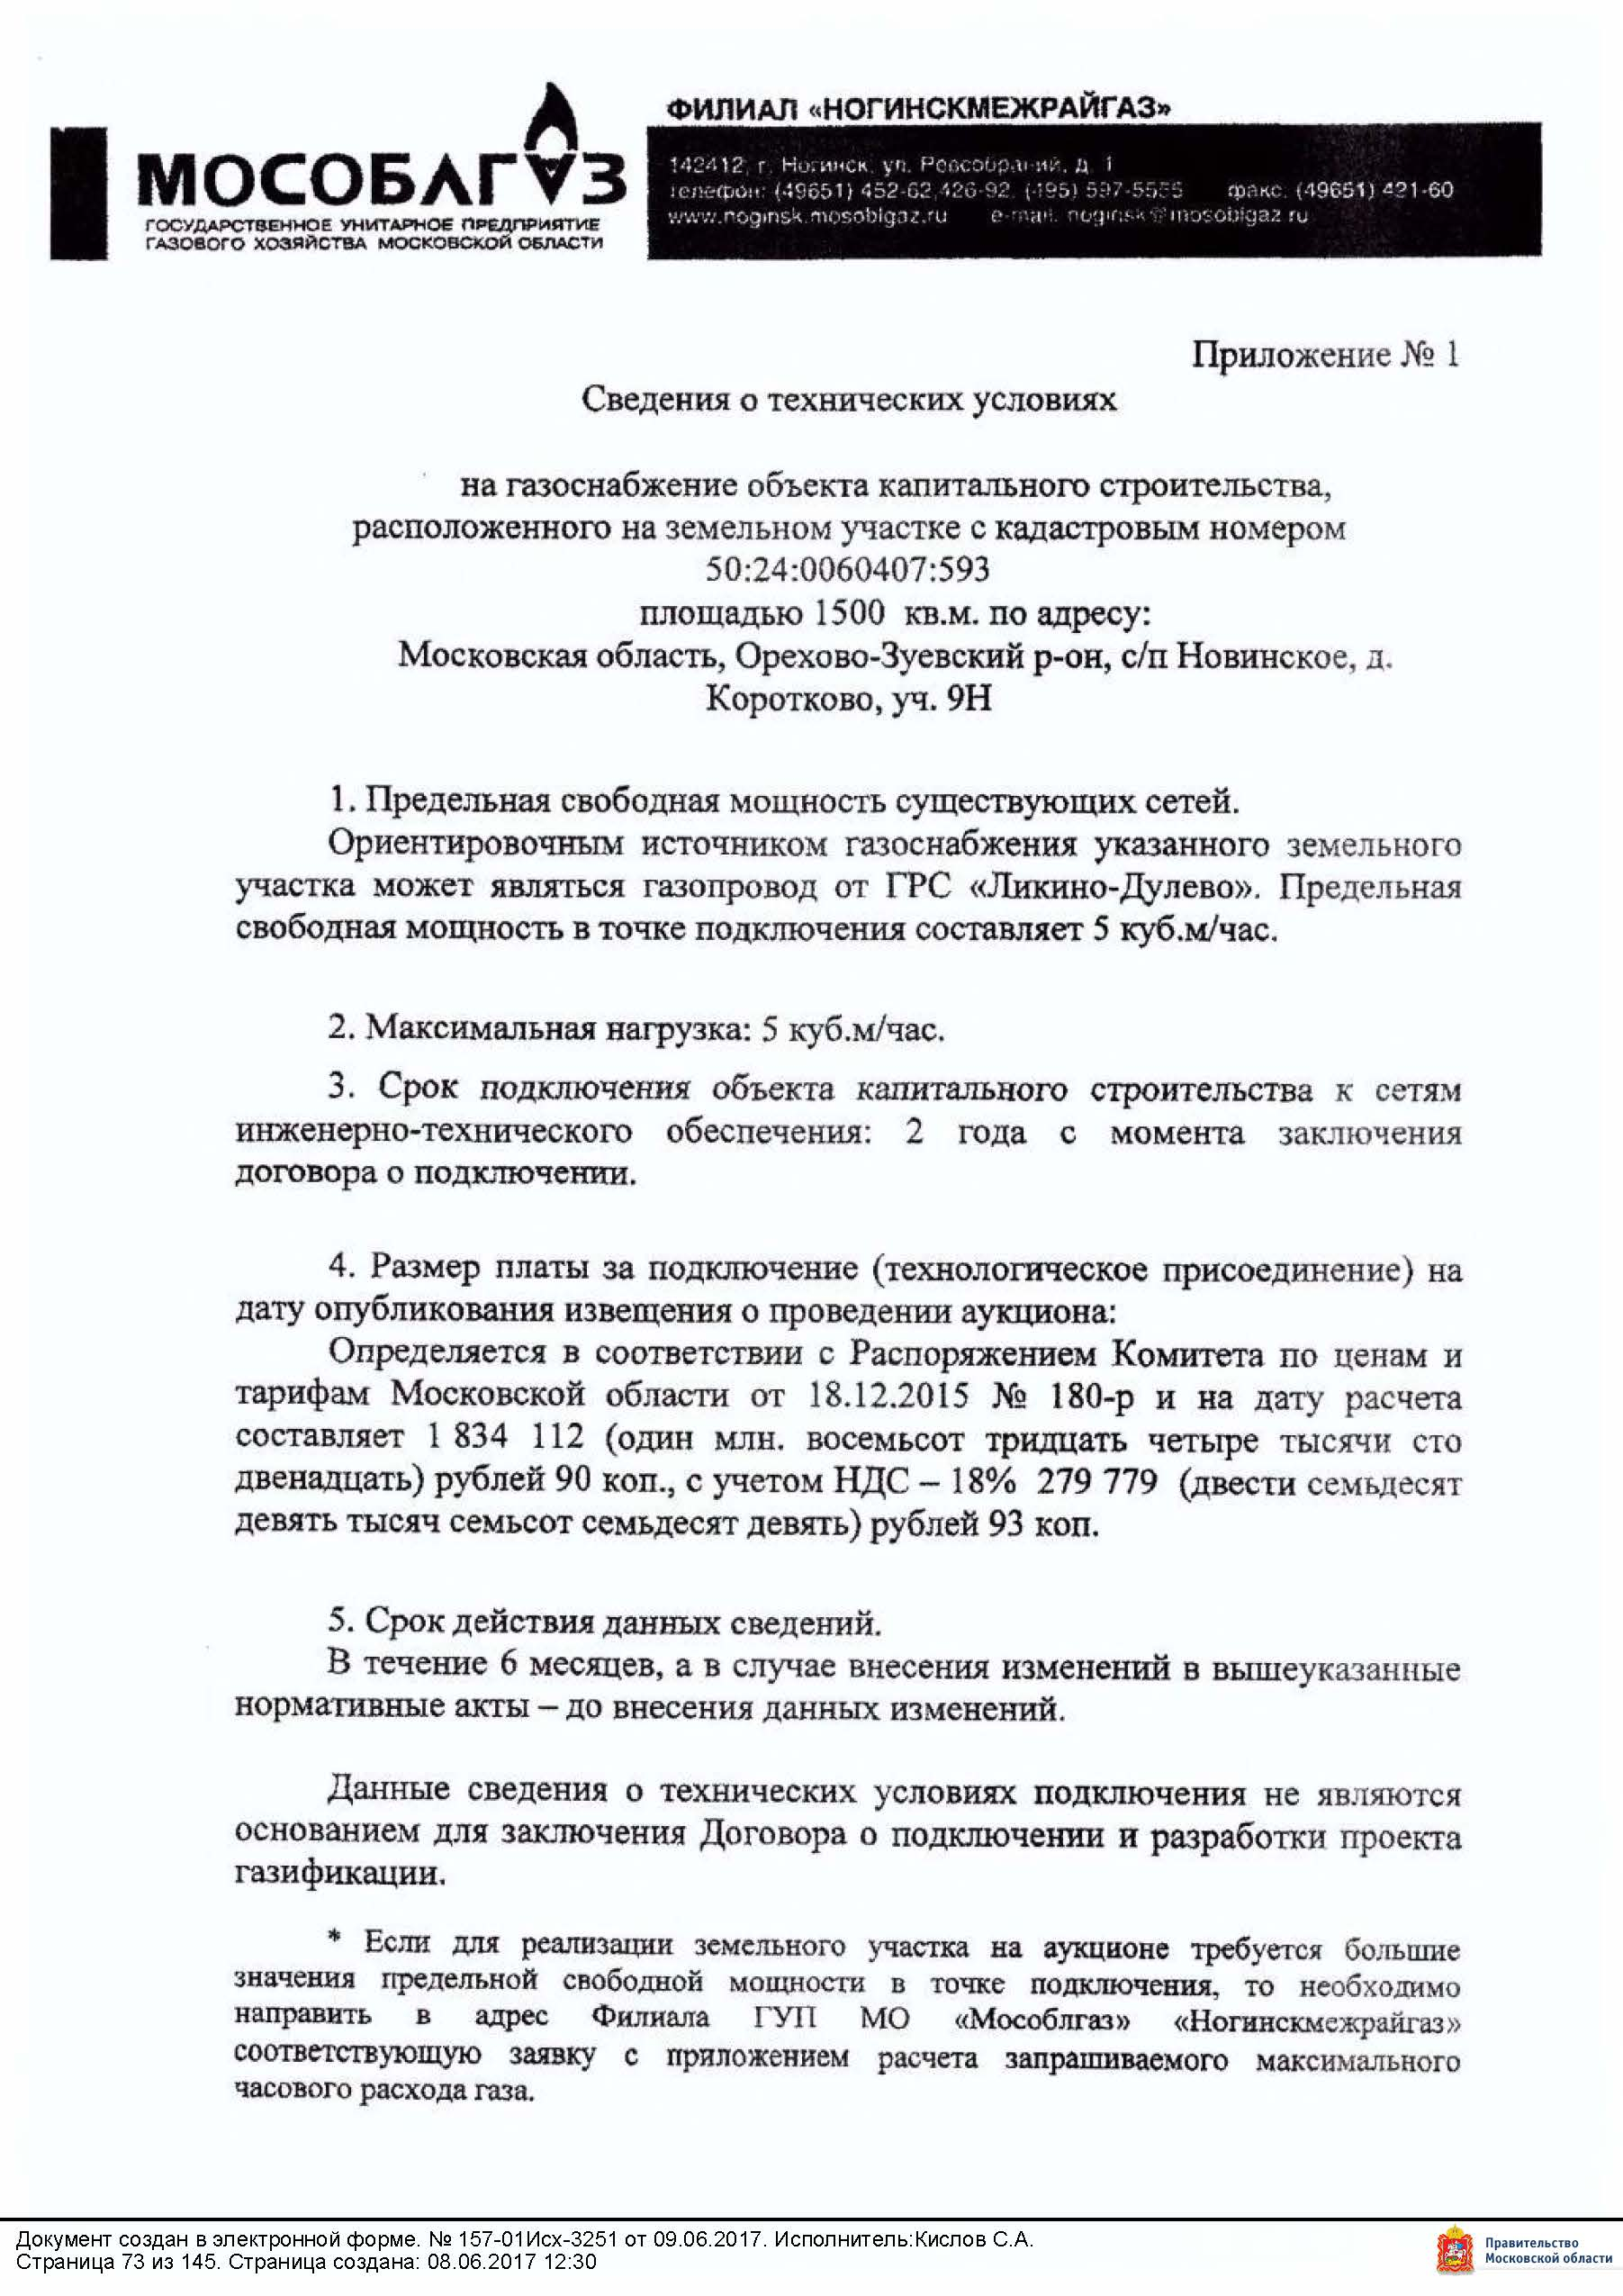 ФИЛИАЛ «НОГИНСКМЕЖРАЙГАЗ»
МОСОБЛГАЗ
ГОСУДАРСТВЕННОЕ УНИТАРНОЕ ПРЕДПРИЯТИЕ
ГАЗОВОГО ХОЗЯЙСТВА МОСКОВСКОЙ ОБЛАСТИ
142412, г. Ногинск, ул. Ревсобраний, д. 1
телефон: (49651) 452-62, 426-92, (495) 597-5555 факс. (49651) 421-60
www.noginsk.mosoblgaz.ru e-mail: noginsk@mosoblgaz.ru
Приложение № 1
Сведения о технических условиях
на газоснабжение объекта капитального строительства,
расположенного на земельном участке с кадастровым номером
50:24:0060407:593
площадью 1500 кв.м. по адресу:
Московская область, Орехово-Зуевский р-он, с/п Новинское, д.
Коротково, уч. 9Н
1. Предельная свободная мощность существующих сетей.
Ориентировочным источником газоснабжения указанного земельного
участка может являться газопровод от ГРС «Ликино-Дулево». Предельная
свободная мощность в точке подключения составляет 5 куб.м/час.
2. Максимальная нагрузка: 5 куб.м/час.
3. Срок подключения объекта капитального строительства к сетям
инженерно-технического обеспечения: 2 года с момента заключения
договора о подключении.
4. Размер платы за подключение (технологическое присоединение) на
дату опубликования извещения о проведении аукциона:
Определяется в соответствии с Распоряжением Комитета по ценам и
тарифам Московской области от 18.12.2015 № 180-р и на дату расчета
составляет 1 834 112 (один млн. восемьсот тридцать четыре тысячи сто
двенадцать) рублей 90 коп., с учетом НДС – 18% 279 779 (двести семьдесят
девять тысяч семьсот семьдесят девять) рублей 93 коп.
5. Срок действия данных сведений.
В течение 6 месяцев, а в случае внесения изменений в вышеуказанные
нормативные акты – до внесения данных изменений.
Данные сведения о технических условиях подключения не являются
основанием для заключения Договора о подключении и разработки проекта
газификации.
* Если для реализации земельного участка на аукционе требуется большие
значения предельной свободной мощности в точке подключения, то необходимо
направить в адрес Филиала ГУП МО «Мособлгаз» «Ногинскмежрайгаз»
соответствующую заявку с приложением расчета запрашиваемого максимального
часового расхода газа.
Документ создан в электронной форме. № 157-01Исх-3251 от 09.06.2017. Исполнитель:Кислов С.А.
Страница 73 из 145. Страница создана: 08.06.2017 12:30
Правительство
Московской области